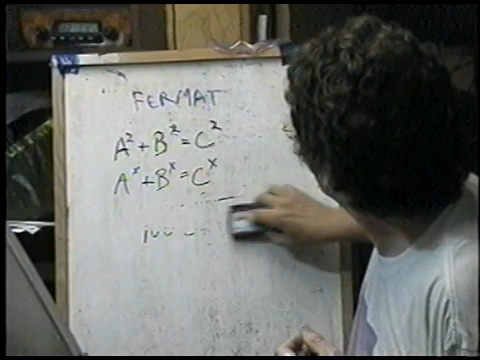 FERMAT
A² + B² = C²
Aˣ + Bˣ = Cˣ